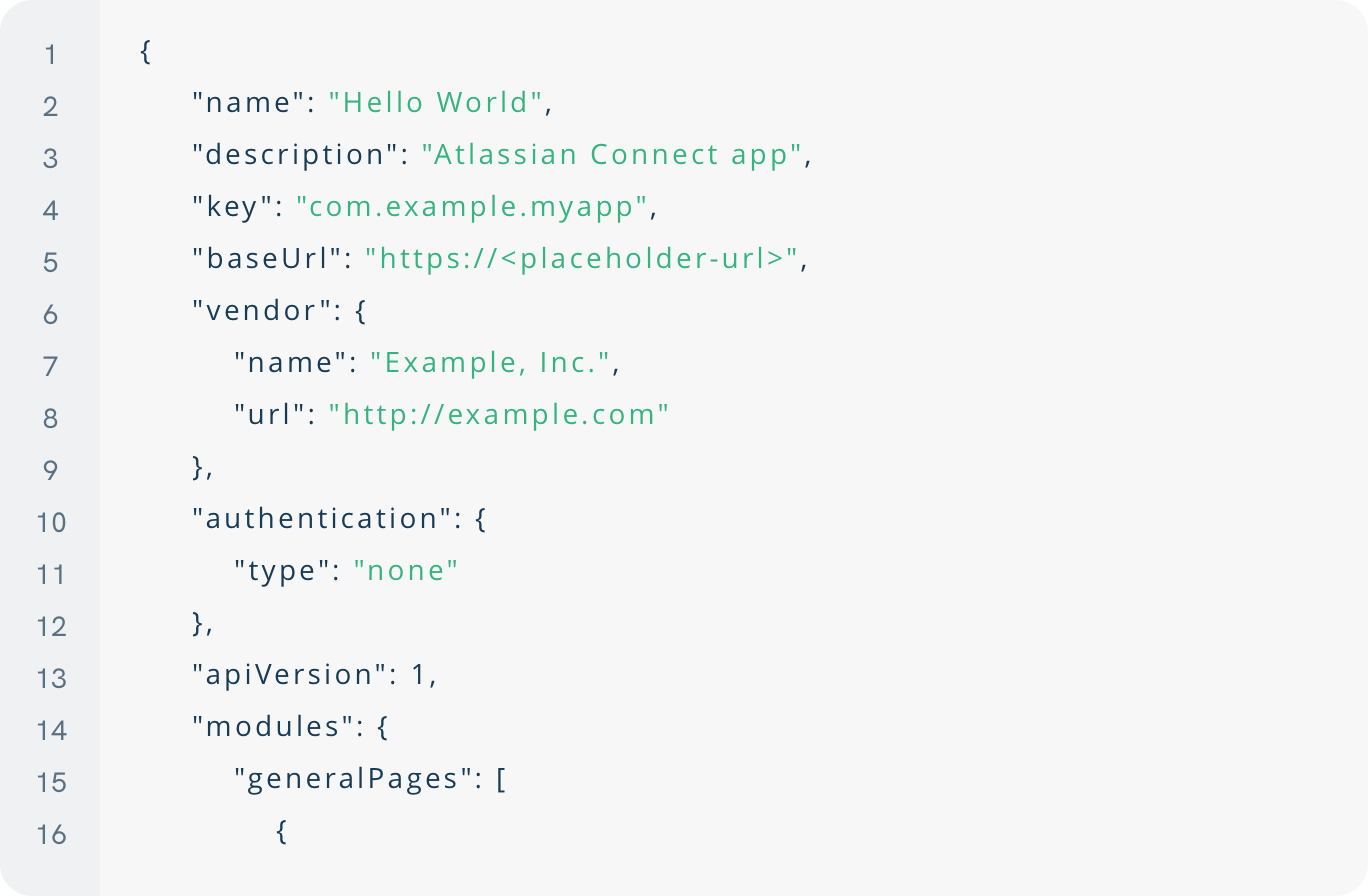 1 {
2 "name": "Hello World",
3 "description": "Atlassian Connect app",
4 "key": "com.example.myapp",
5 "baseUrl": "https://<placeholder-url>",
6 "vendor": {
7 "name": "Example, Inc.",
8 "url": "http://example.com"
9 },
10 "authentication": {
11 "type": "none"
12 },
13 "apiVersion": 1,
14 "modules": {
15 "generalPages": [
16 {